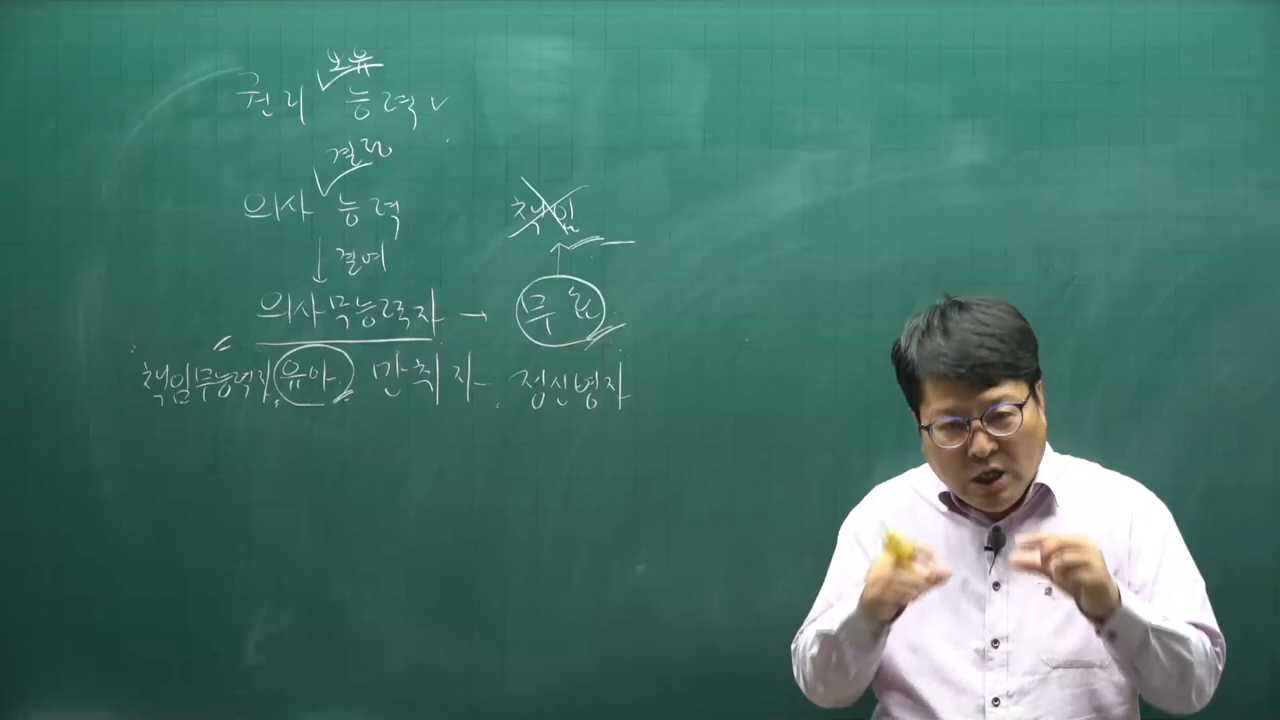 보유
권리 능력
결정
의사 능력
책임
결여
의사무능력자 → 무효
책임무능력자, 유아, 만취자, 정신병자